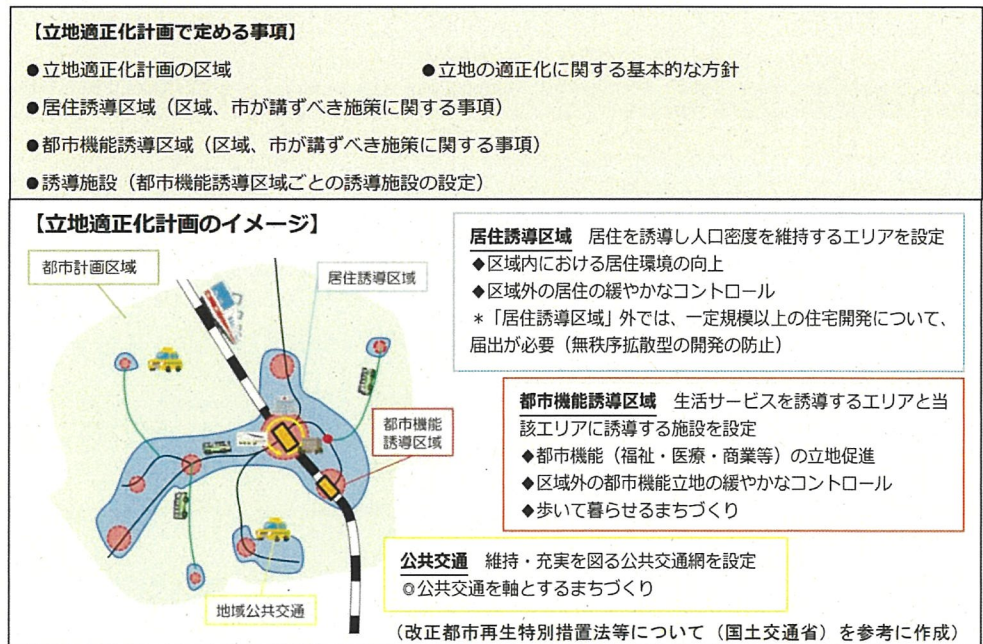 【立地適正化計画で定める事項】
●立地適正化計画の区域 ●立地の適正化に関する基本的な方針
●居住誘導区域（区域、市が講ずべき施策に関する事項）
●都市機能誘導区域（区域、市が講ずべき施策に関する事項）
●誘導施設（都市機能誘導区域ごとの誘導施設の設定）
【立地適正化計画のイメージ】
都市計画区域
居住誘導区域
都市機能
誘導区域
地域公共交通
居住誘導区域 居住を誘導し人口密度を維持するエリアを設定
◆区域内における居住環境の向上
◆区域外の居住の緩やかなコントロール
＊「居住誘導区域」外では、一定規模以上の住宅開発について、
届出が必要（無秩序拡散型の開発の防止）
都市機能誘導区域 生活サービスを誘導するエリアと当
該エリアに誘導する施設を設定
◆都市機能（福祉・医療・商業等）の立地促進
◆区域外の都市機能立地の緩やかなコントロール
◆歩いて暮らせるまちづくり
公共交通 維持・充実を図る公共交通網を設定
◎公共交通を軸とするまちづくり
（改正都市再生特別措置法等について（国土交通省）を参考に作成）